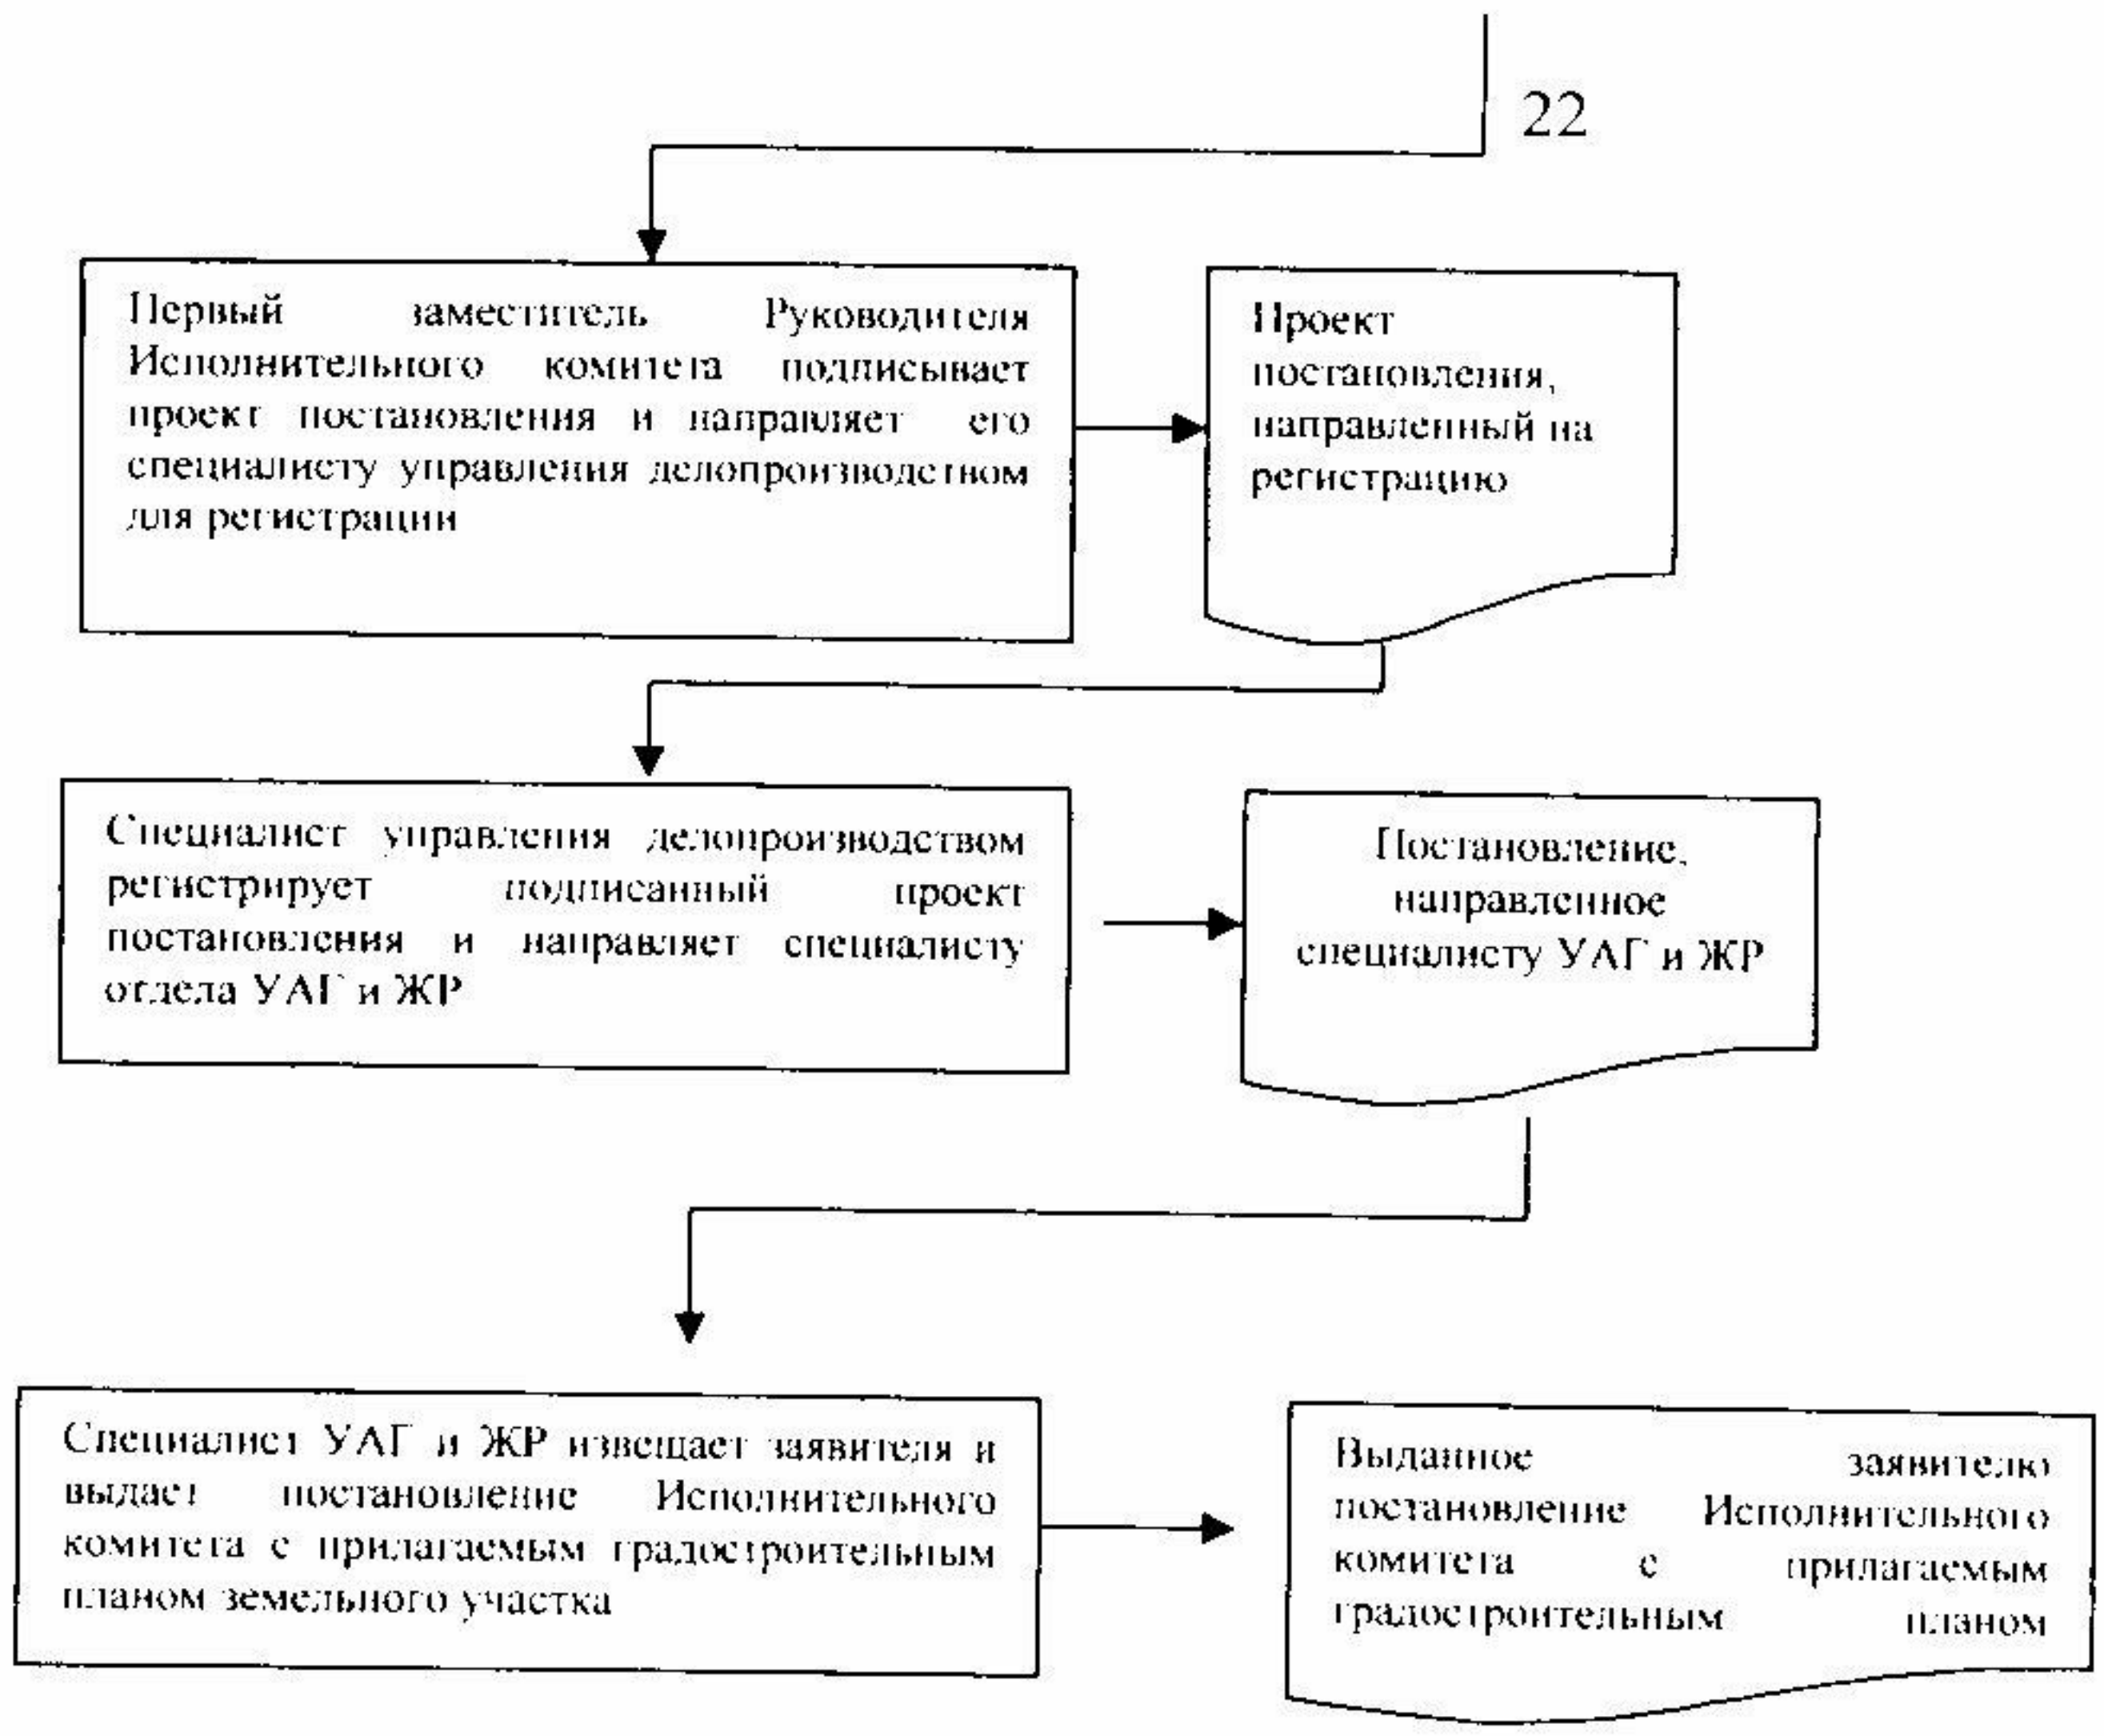 22
Первый заместитель Руководителя
Исполнительного комитета подписывает
проект постановления и направляет его
специалисту управления делопроизводством
для регистрации
Проект
постановления,
направленный на
регистрацию
Специалист управления делопроизводством
регистрирует подписанный проект
постановления и направляет специалисту
отдела УАГ и ЖР
Постановление,
направленное
специалисту УАГ и ЖР
Специалист УАГ и ЖР извещает заявителя и
выдает постановление Исполнительного
комитета с прилагаемым градостроительным
планом земельного участка
Выданное заявителю
постановление Исполнительного
комитета с прилагаемым
градостроительным планом